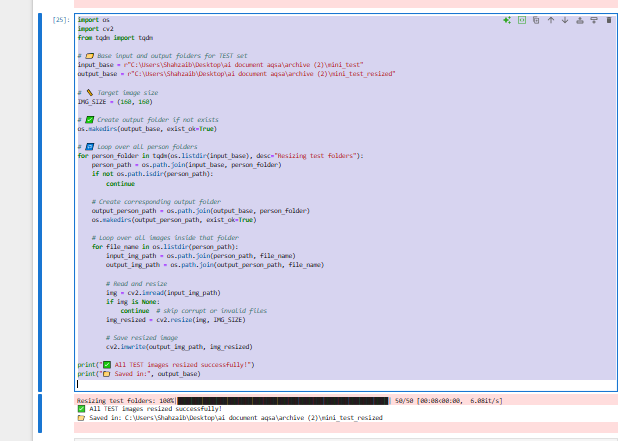 [25]:
import os
import cv2
from tqdm import tqdm
# 📂 Base input and output folders for TEST set
input_base = r"C:\Users\Shahzaib\Desktop\ai document aqsa\archive (2)\mini_test"
output_base = r"C:\Users\Shahzaib\Desktop\ai document aqsa\archive (2)\mini_test_resized"
# 📏 Target image size
IMG_SIZE = (160, 160)
# ✅ Create output folder if not exists
os.makedirs(output_base, exist_ok=True)
# 🔄 Loop over all person folders
for person_folder in tqdm(os.listdir(input_base), desc="Resizing test folders"):
    person_path = os.path.join(input_base, person_folder)
    if not os.path.isdir(person_path):
        continue
    # Create corresponding output folder
    output_person_path = os.path.join(output_base, person_folder)
    os.makedirs(output_person_path, exist_ok=True)
    # Loop over all images inside that folder
    for file_name in os.listdir(person_path):
        input_img_path = os.path.join(person_path, file_name)
        output_img_path = os.path.join(output_person_path, file_name)
        # Read and resize
        img = cv2.imread(input_img_path)
        if img is None:
            continue  # skip corrupt or invalid files
        img_resized = cv2.resize(img, IMG_SIZE)
        # Save resized image
        cv2.imwrite(output_img_path, img_resized)
print("✅ All TEST images resized successfully!")
print("📂 Saved in:", output_base)
Resizing test folders: 100%| 50/50 [00:08<00:00, 6.08it/s]
✅ All TEST images resized successfully!
📂 Saved in: C:\Users\Shahzaib\Desktop\ai document aqsa\archive (2)\mini_test_resized